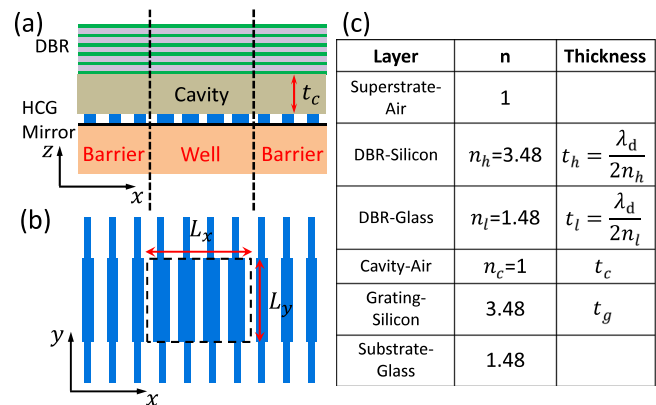 (a)
DBR
Cavity
t_c
HCG
Mirror
Barrier
Well
Barrier
z
x
(b)
L_x
L_y
y
x
(c)
Layer n Thickness
Superstrate-
Air
1
DBR-Silicon n_h=3.48 t_h = λ_d/2n_h
DBR-Glass n_l=1.48 t_l = λ_d/2n_l
Cavity-Air n_c=1 t_c
Grating-
Silicon
3.48 t_g
Substrate-
Glass
1.48